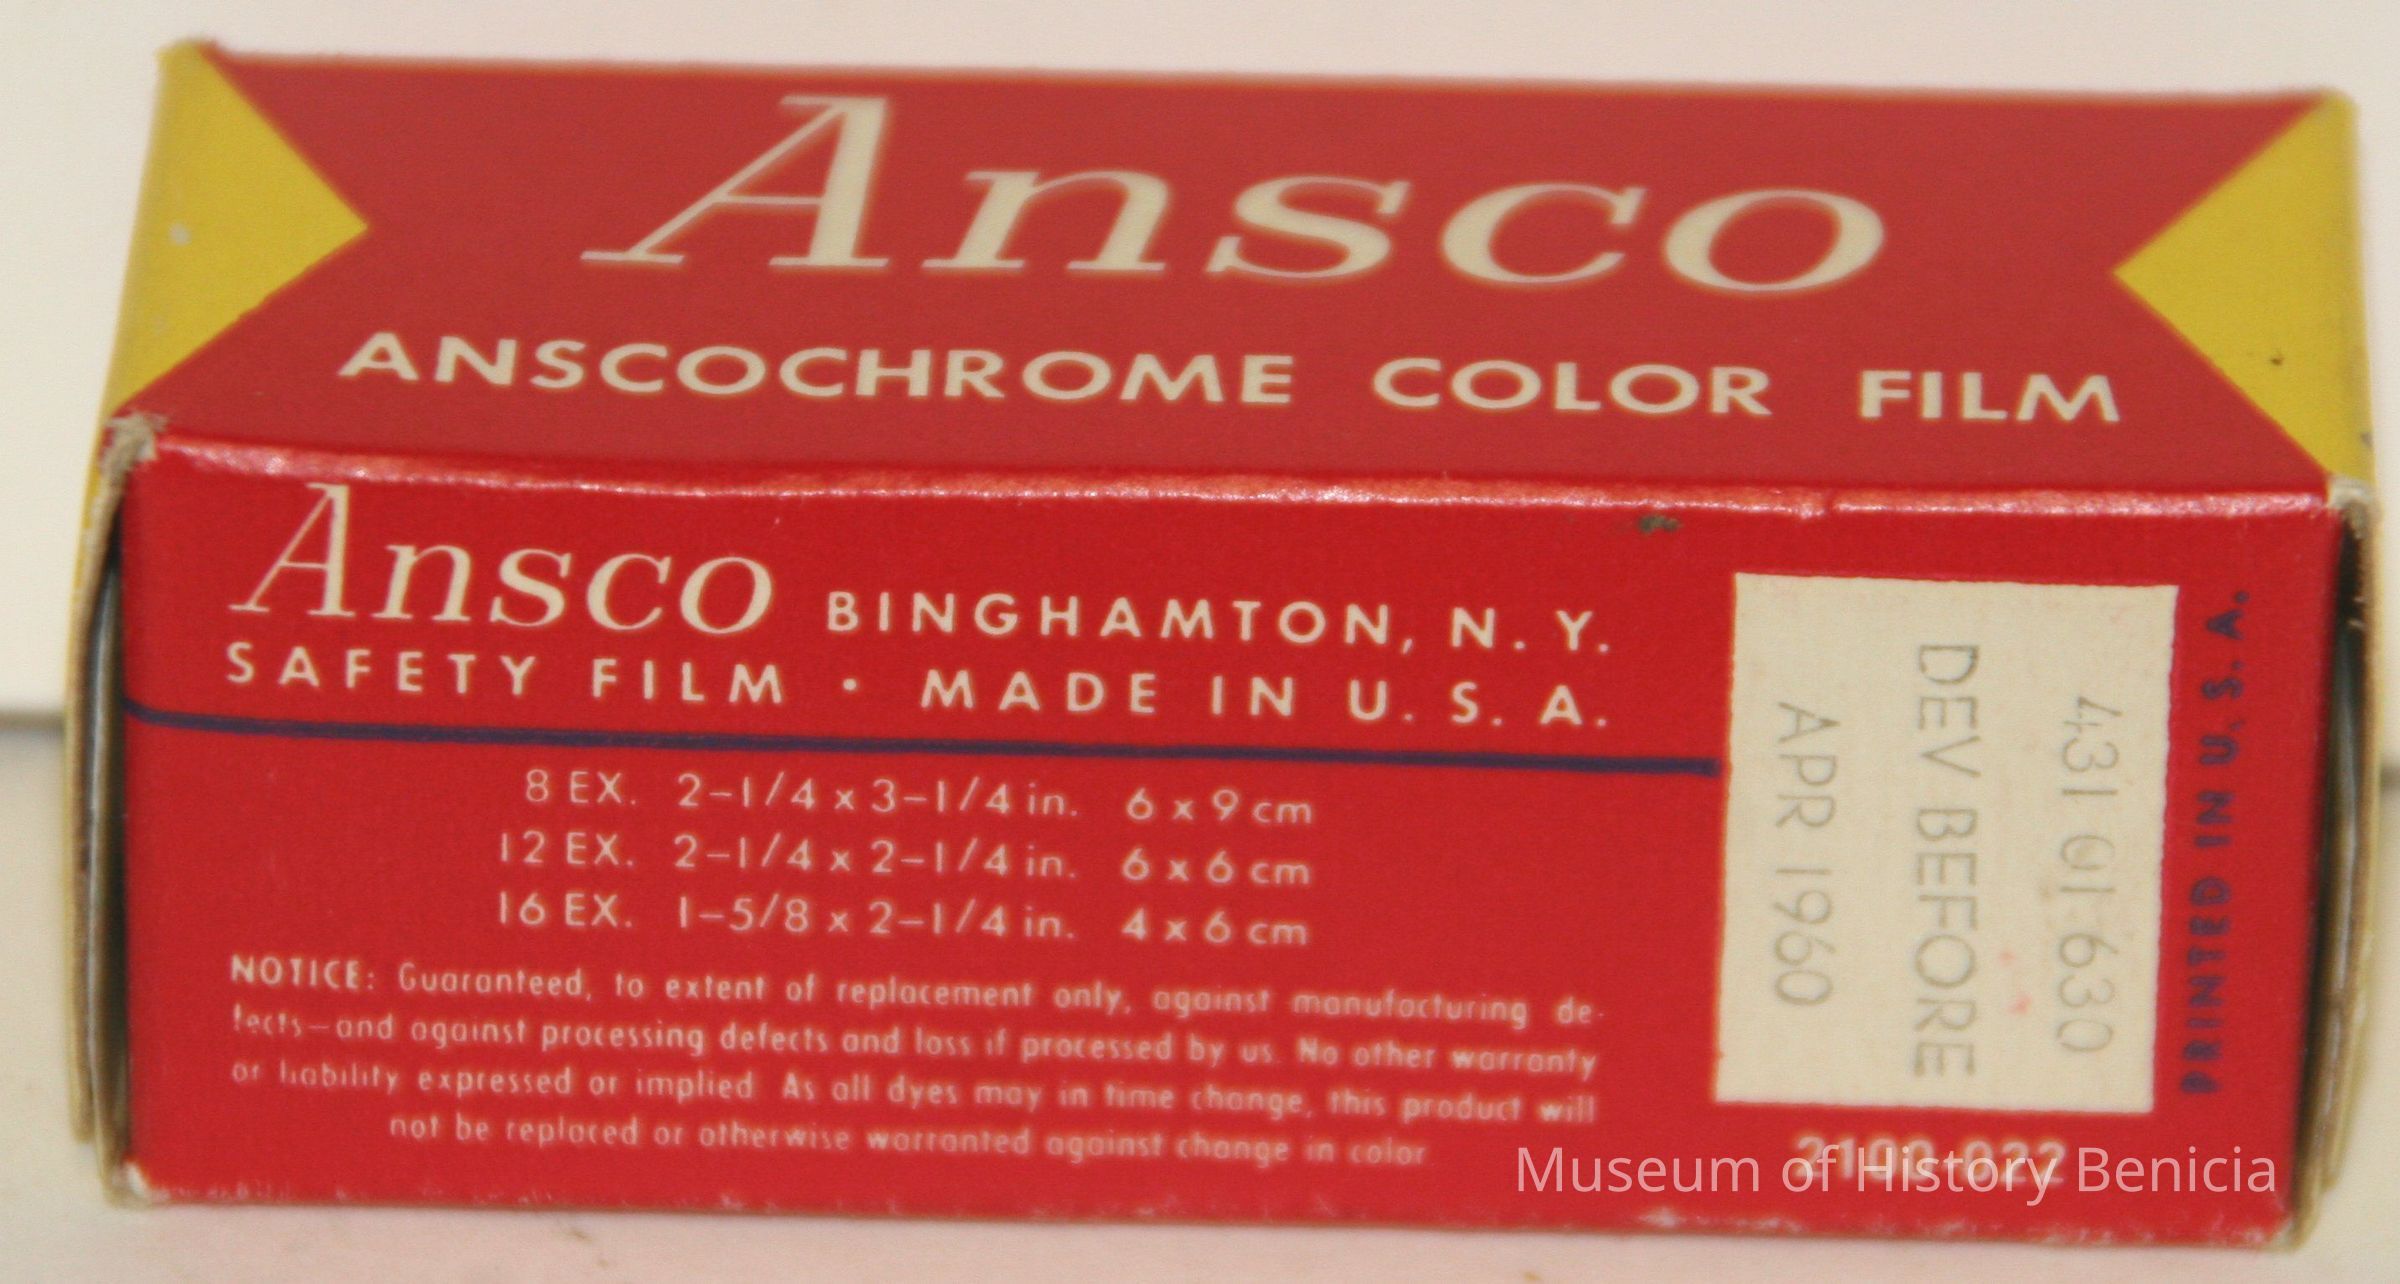 Ansco
ANSCOCHROME COLOR FILM
Ansco BINGHAMTON, N. Y.
SAFETY FILM · MADE IN U. S. A.
8 EX. 2-1/4 x 3-1/4 in. 6 x 9 cm
12 EX. 2-1/4 x 2-1/4 in. 6 x 6 cm
16 EX. 1-5/8 x 2-1/4 in. 4 x 6 cm
NOTICE: Guaranteed, to extent of replacement only, against manufacturing de-
fects—and against processing defects and loss if processed by us. No other warranty
or liability expressed or implied. As all dyes may in time change, this product will
not be replaced or otherwise warranted against change in color
431 01 630
DEV BEFORE
APR 1960
PRINTED IN U.S.A.
2100-022
Museum of History Benicia